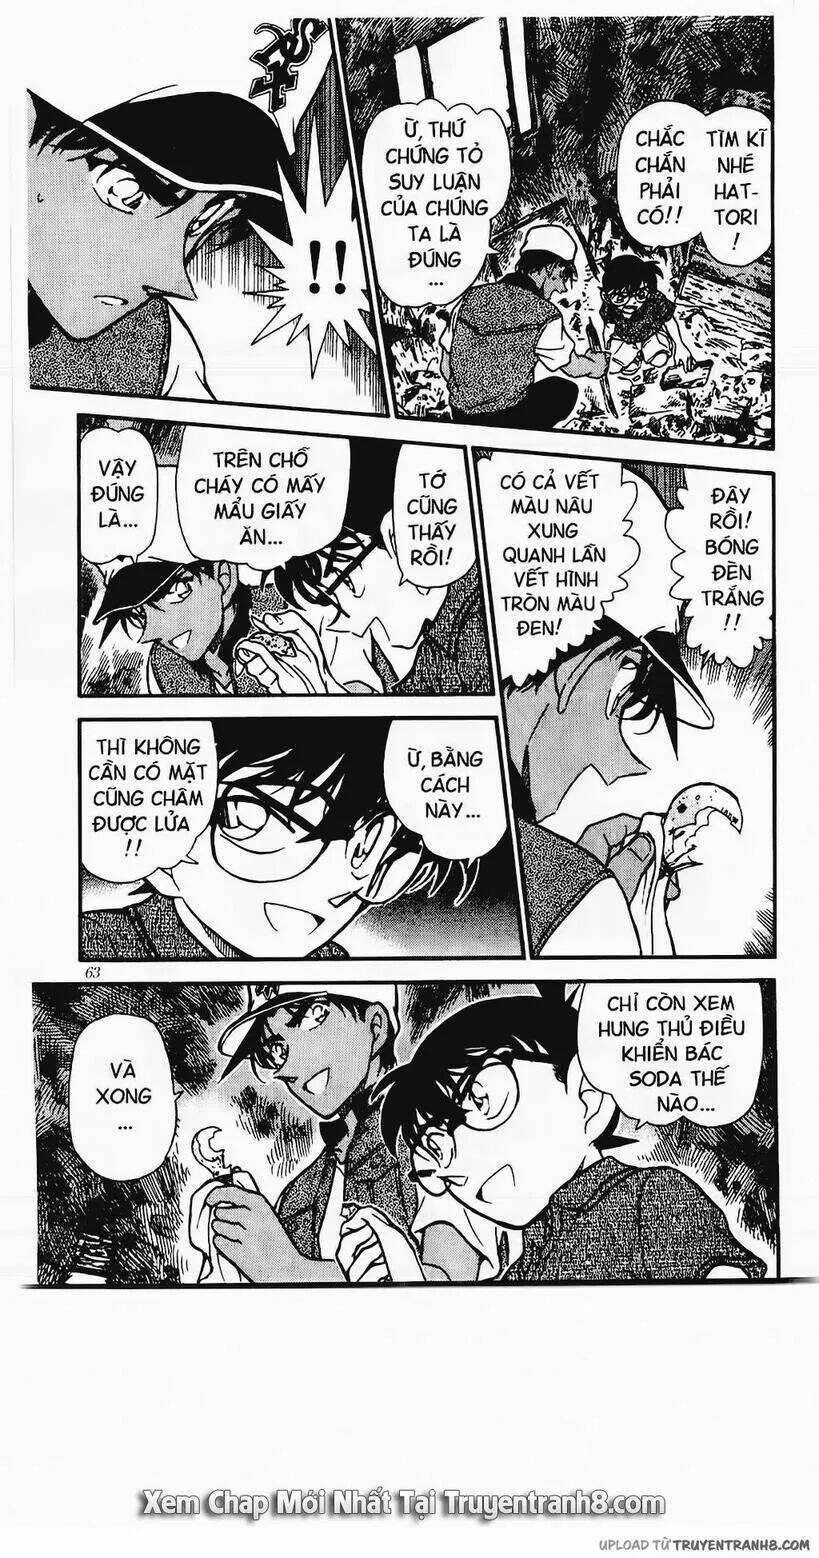 TÌM KĨ
NHÉ
HAT-
TORI
!
CHẮC
CHẮN
PHẢI
CÓ!!
Ừ, THỨ
CHỨNG TỎ
SUY LUẬN
CỦA CHÚNG
TA LÀ
ĐÚNG
...
!!
ĐÂY
RỒI!
BÓNG
ĐÈN
TRẮNG
!!
CÓ CẢ VẾT
MÀU NÂU
XUNG
QUANH LẪN
VẾT HÌNH
TRÒN MÀU
ĐEN!
TỚ
CŨNG
THẤY
RỒI!
TRÊN CHỖ
CHÁY CÓ MẤY
MẨU GIẤY
ĂN...
VẬY
ĐÚNG
LÀ...
Ừ, BẰNG
CÁCH
NÀY...
THÌ KHÔNG
CẦN CÓ MẶT
CŨNG CHÂM
ĐƯỢC LỬA
!!
63
CHỈ CÒN XEM
HUNG THỦ ĐIỀU
KHIỂN BÁC
SODA THẾ
NÀO...
VÀ
XONG
...
Xem Chap Mới Nhất Tại Truyentranh8.com
UPLOAD TỪ TRUYENTRANH8.COM